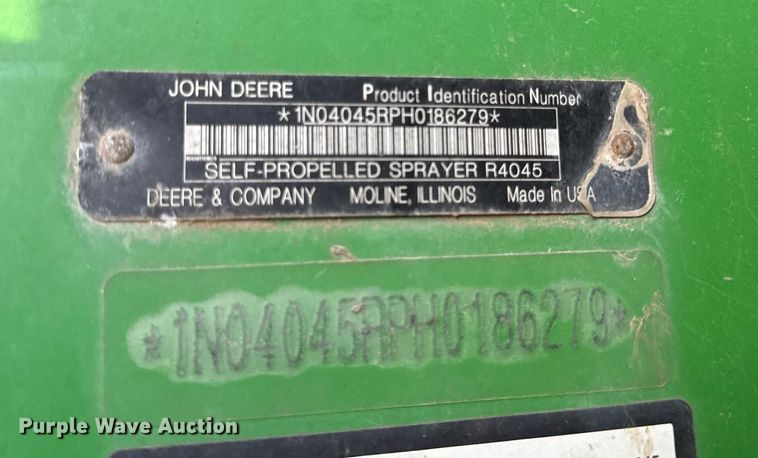 JOHN DEERE Product Identification Number
*1N04045RPH0186279*
SELF-PROPELLED SPRAYER R4045
DEERE & COMPANY MOLINE, ILLINOIS Made In USA
*1N04045RPH0186279*
Purple Wave Auction